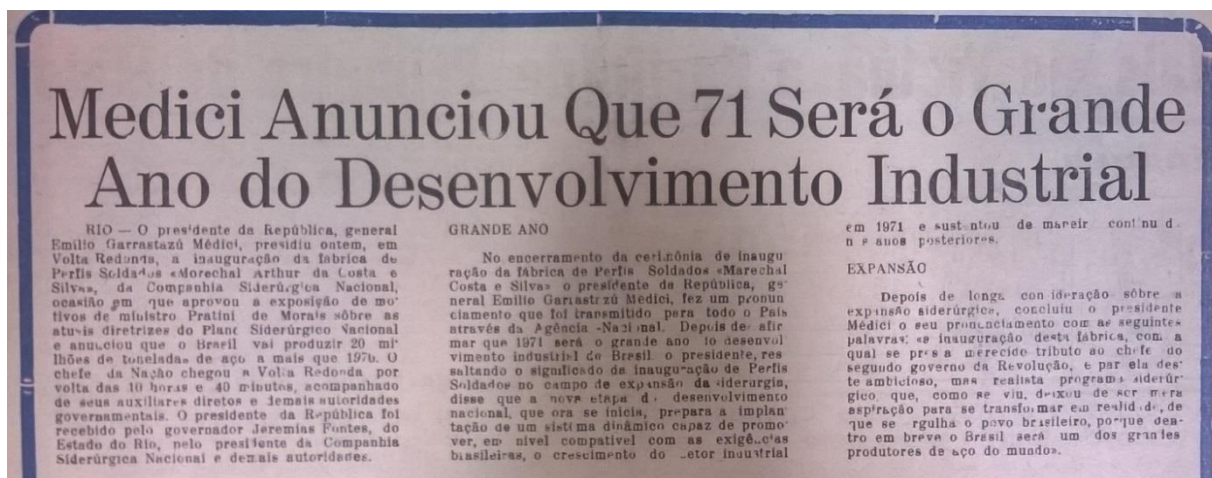 Medici Anunciou Que 71 Será o Grande
Ano do Desenvolvimento Industrial
RIO — O presidente da República, general
Emílio Garrastazú Médici, presidiu ontem, em
Volta Redonda, a inauguração da fábrica de
Perfis Soldados «Morechal Arthur da Costa e
Silva», da Companhia Siderúrgica Nacional,
ocasião em que aprovou a exposição de mo-
tivos de ministro Pratini de Morais sôbre as
atuais diretrizes do Plano Siderúrgico Nacional
e anunciou que o Brasil vai produzir 20 mi-
lhões de toneladas de aço a mais que 1970. O
chefe da Nação chegou a Volta Redonda por
volta das 10 horas e 40 minutos, acompanhado
de seus auxiliares diretos e demais autoridades
governamentais. O presidente da República foi
recebido pelo governador Jeremias Fontes, do
Estado do Rio, pelo presidente da Companhia
Siderúrgica Nacional e demais autoridades.
GRANDE ANO
No encerramento da cerimônia de inaugu
ração da fábrica de Perfis Soldados «Marechal
Costa e Silva» o presidente da República, ge-
neral Emílio Garrastazú Médici, fez um pronun
ciamento que foi transmitido para todo o País
através da Agência Nacional. Depois de afir
mar que 1971 será o grande ano do desenvol
vimento industrial do Brasil, o presidente, res
saltando o significado da inauguração de Perfis
Soldados no campo de expansão da siderurgia,
disse que a nova etapa do desenvolvimento
nacional, que ora se inicia, prepara a implan
tação de um sistema dinâmico capaz de promo-
ver, em nível compatível com as exigências
brasileiras, o crescimento do setor industrial
em 1971 e sustentou de maneir
anos posteriores.
EXPANSÃO
Depois de longa consideração sôbre a
expansão siderúrgica, concluiu o presidente
Médici o seu pronunciamento com as seguintes
palavras: «a inauguração desta fábrica, com a
qual se presta merecido tributo ao chefe do
segundo governo da Revolução, e par ela des-
te ambicioso, mas realista programa siderúr-
gico, que, como se viu, deixou de ser mera
aspiração para se transformar em realidade, de
que se orgulha o povo brasileiro, porque den-
tro em breve o Brasil será um dos grandes
produtores de aço do mundo».